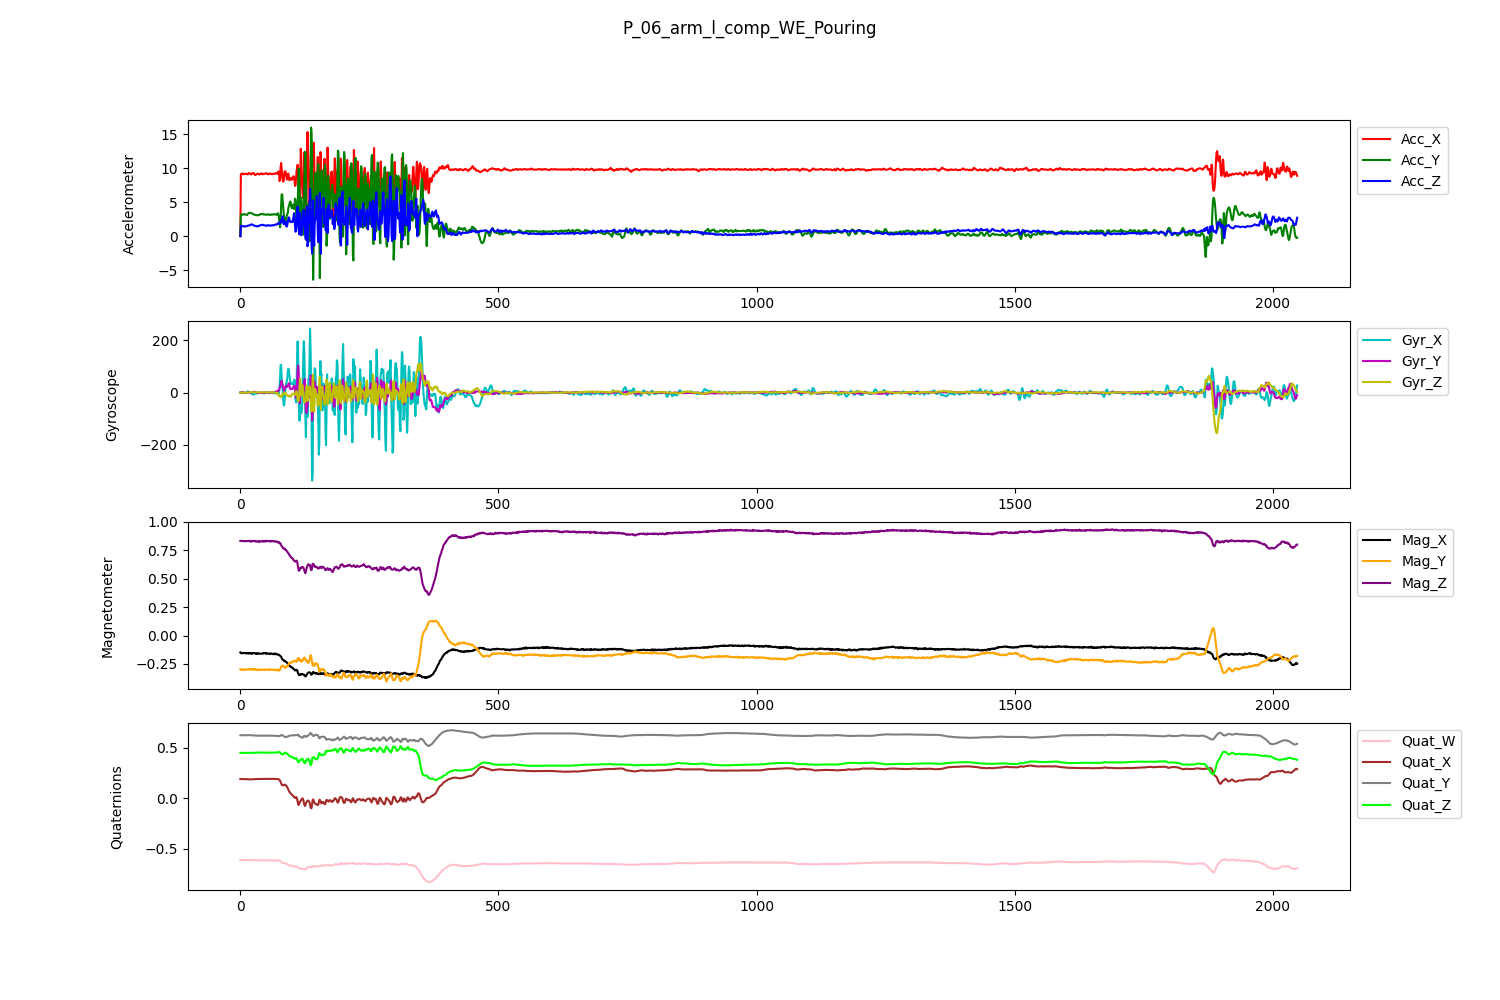 P_06_arm_l_comp_WE_Pouring
Accelerometer
15
10
5
0
−5
0
500
1000
1500
2000
Acc_X
Acc_Y
Acc_Z
Gyroscope
200
0
−200
0
500
1000
1500
2000
Gyr_X
Gyr_Y
Gyr_Z
Magnetometer
1.00
0.75
0.50
0.25
0.00
−0.25
0
500
1000
1500
2000
Mag_X
Mag_Y
Mag_Z
Quaternions
0.5
0.0
−0.5
0
500
1000
1500
2000
Quat_W
Quat_X
Quat_Y
Quat_Z